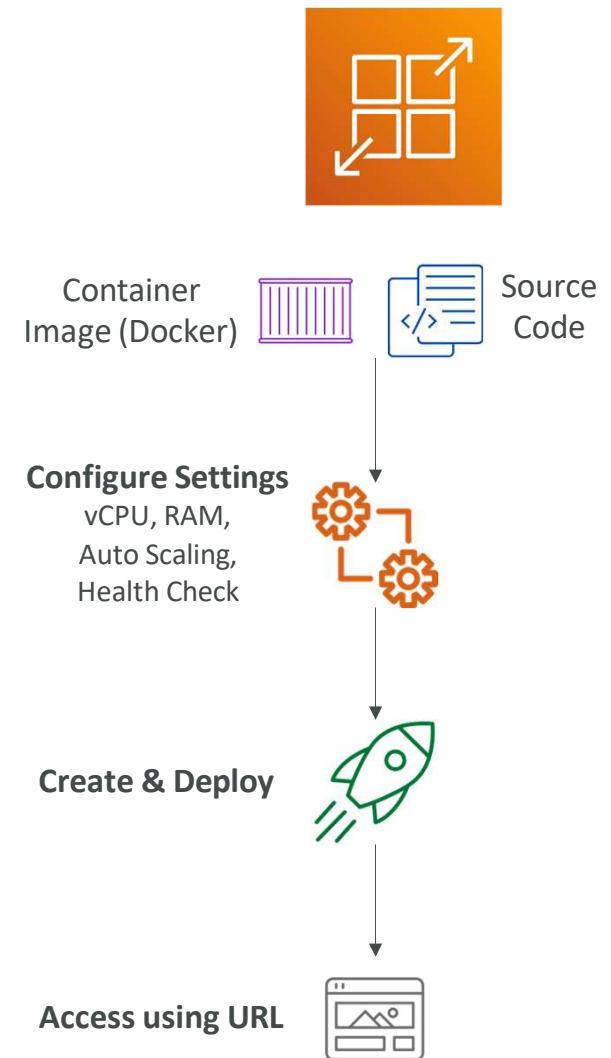 Container
Image (Docker)
Source
Code
</>
Configure Settings
vCPU, RAM,
Auto Scaling,
Health Check
Create & Deploy
Access using URL